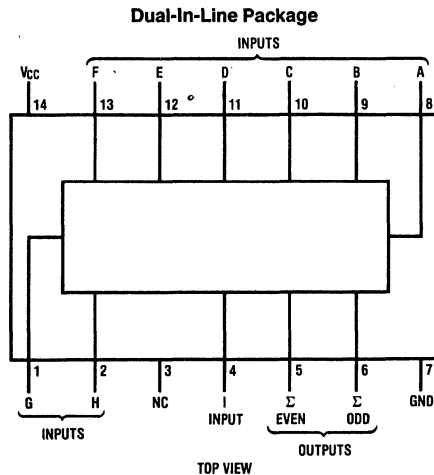 Dual-In-Line Package
INPUTS
VCC F E D C B A
14 13 12 11 10 9 8
1 2 3 4 5 6 7
G H NC I Σ Σ GND
INPUT EVEN ODD
INPUTS OUTPUTS
TOP VIEW